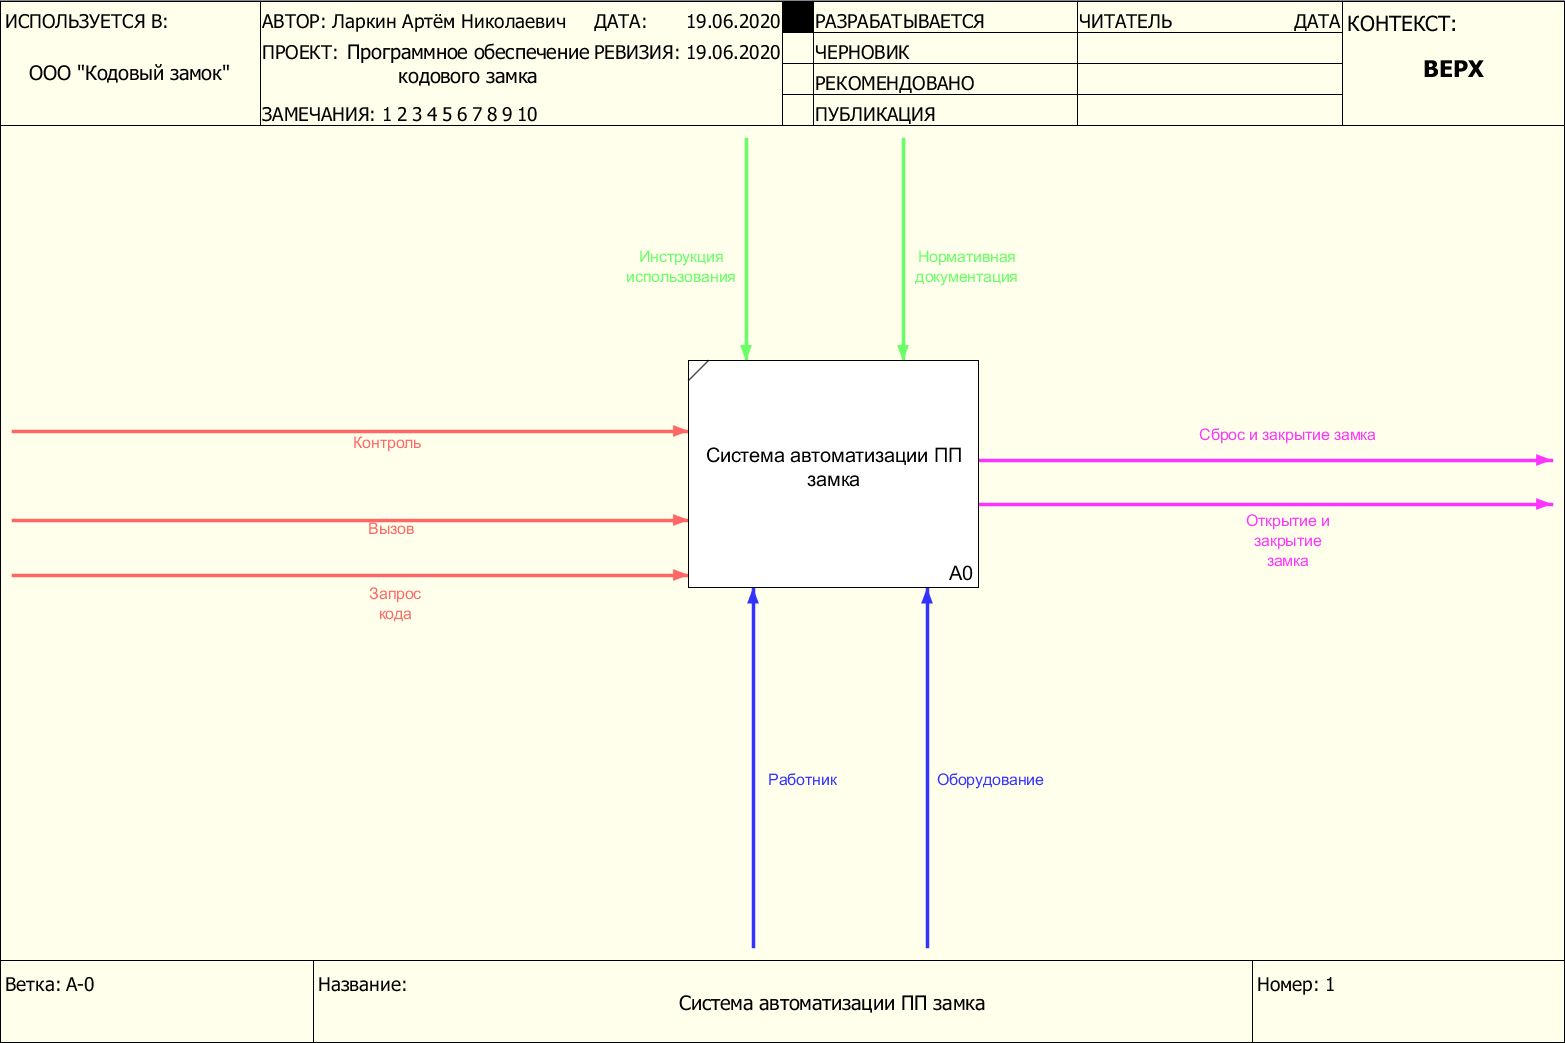 ИСПОЛЬЗУЕТСЯ В:
ООО "Кодовый замок"
АВТОР: Ларкин Артём Николаевич ДАТА: 19.06.2020
ПРОЕКТ: Программное обеспечение РЕВИЗИЯ: 19.06.2020
кодового замка
ЗАМЕЧАНИЯ: 1 2 3 4 5 6 7 8 9 10
РАЗРАБАТЫВАЕТСЯ
ЧЕРНОВИК
РЕКОМЕНДОВАНО
ПУБЛИКАЦИЯ
ЧИТАТЕЛЬ ДАТА
КОНТЕКСТ:
ВЕРХ
Инструкция
использования
Нормативная
документация
Контроль
Вызов
Запрос
кода
Система автоматизации ПП
замка
A0
Сброс и закрытие замка
Открытие и
закрытие
замка
Работник
Оборудование
Ветка: A-0
Название:
Система автоматизации ПП замка
Номер: 1